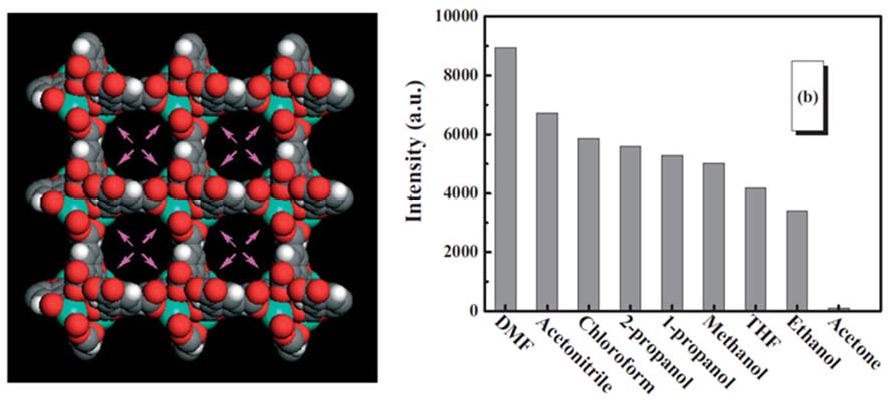 10000
8000
6000
4000
2000
0
Intensity (a.u.)
(b)
DMF
Acetonitrile
Chloroform
2-propanol
1-propanol
Methanol
THF
Ethanol
Acetone